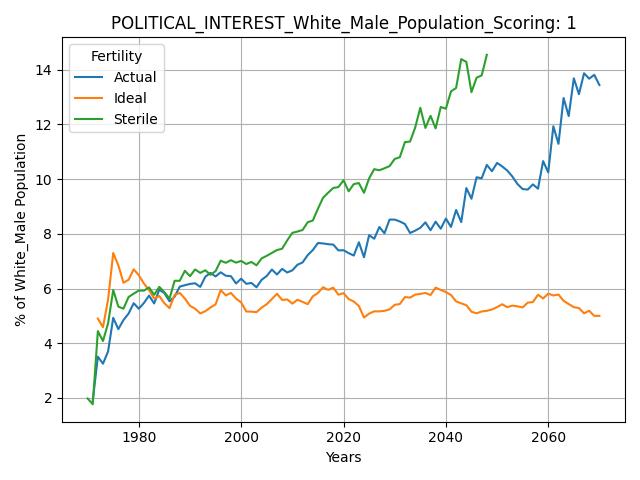 POLITICAL_INTEREST_White_Male_Population_Scoring: 1
Fertility
Actual
Ideal
Sterile
% of White_Male Population
14
12
10
8
6
4
2
1980
2000
2020
2040
2060
Years